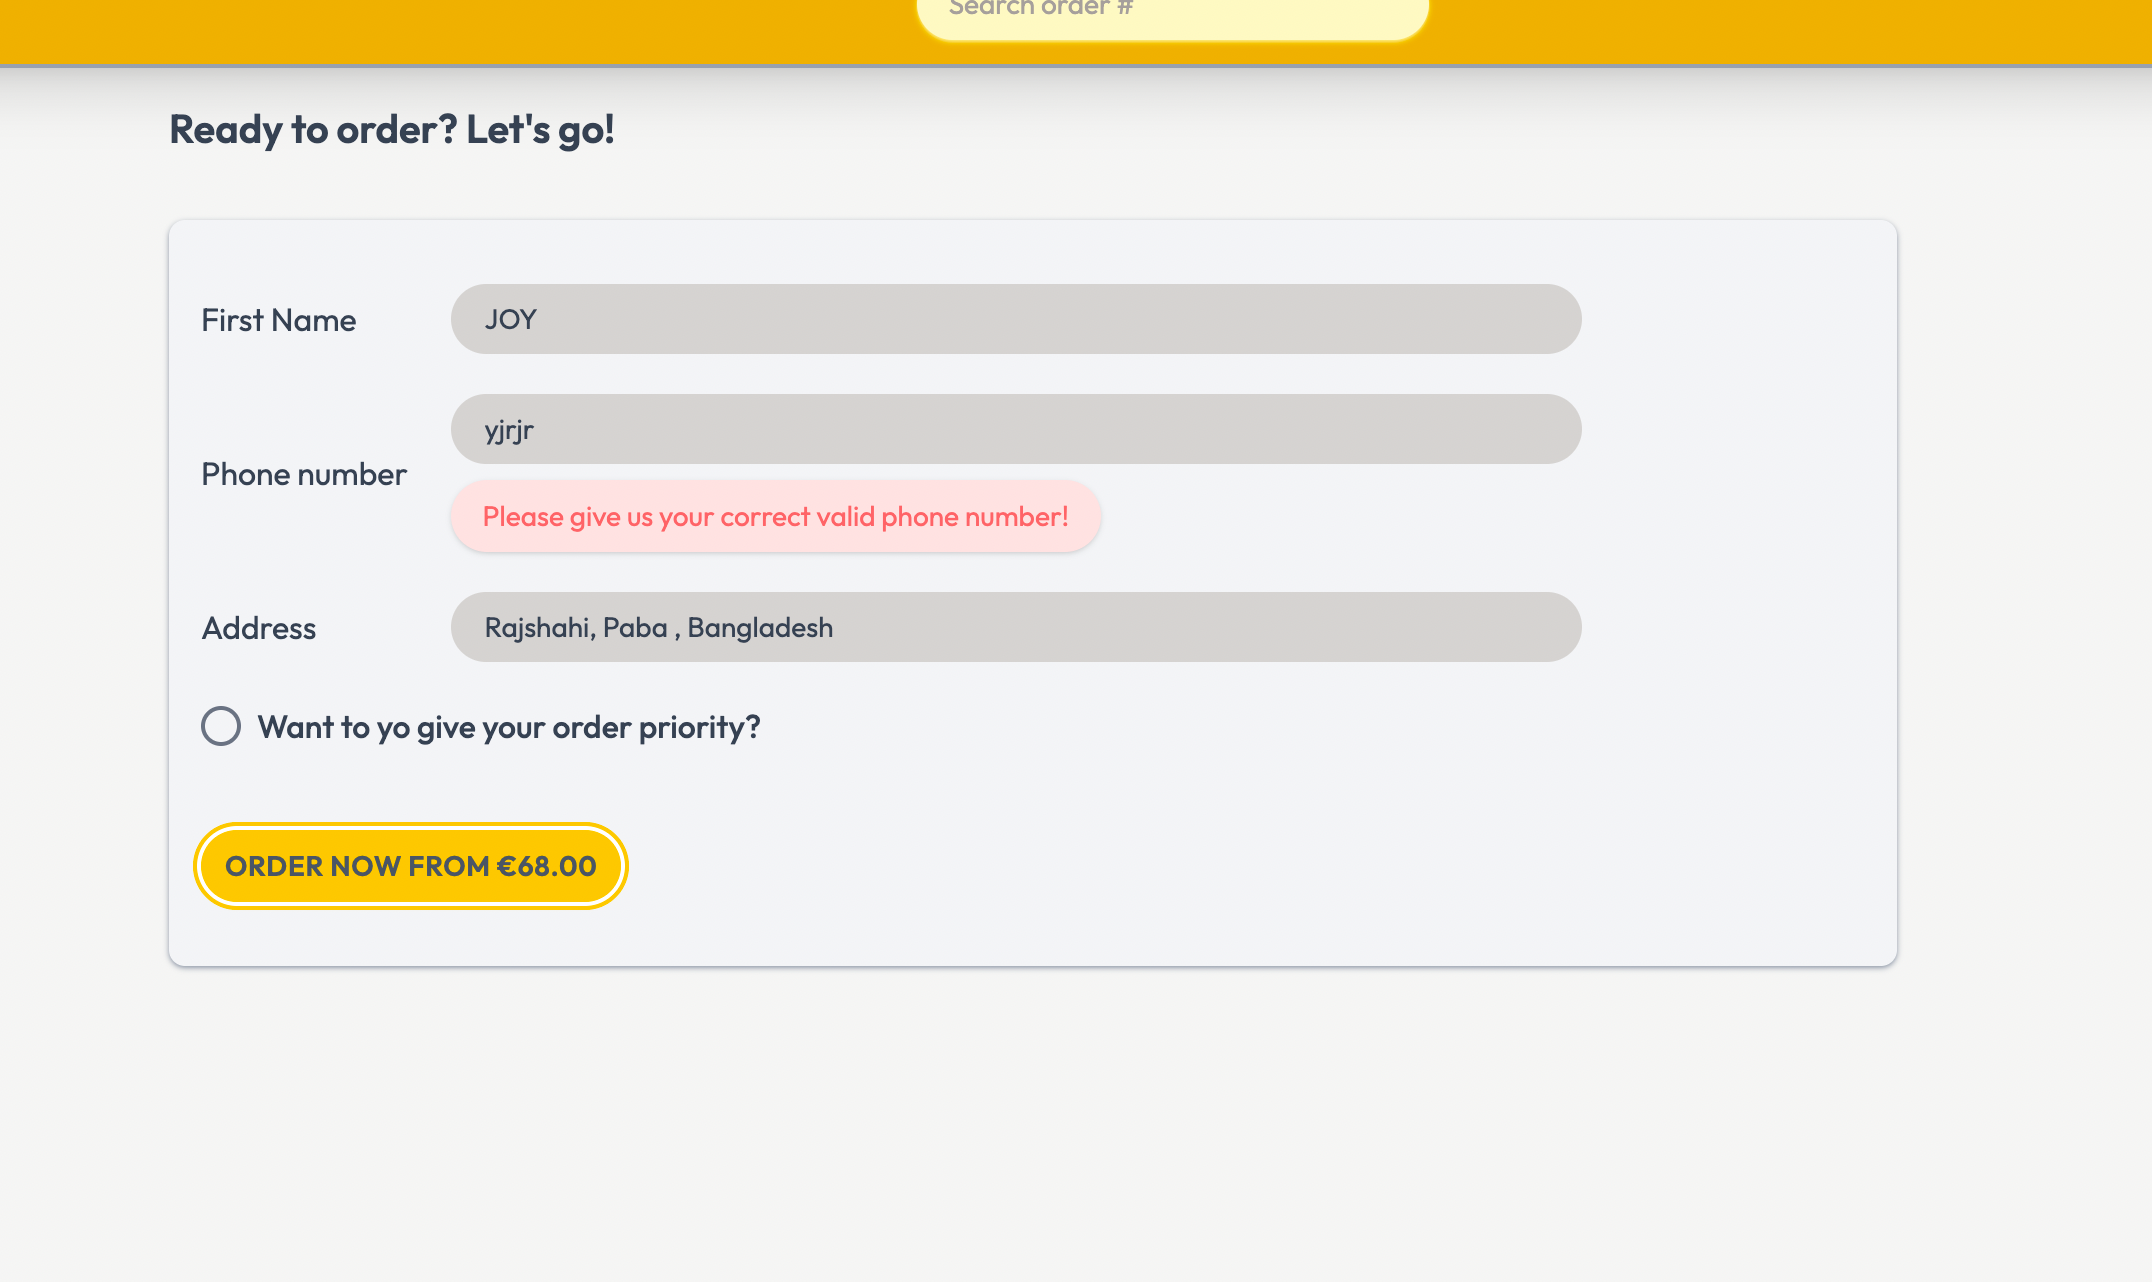 Search order #
Ready to order? Let's go!
First Name
JOY
yjrjr
Phone number
Please give us your correct valid phone number!
Address
Rajshahi, Paba , Bangladesh
Want to yo give your order priority?
ORDER NOW FROM €68.00